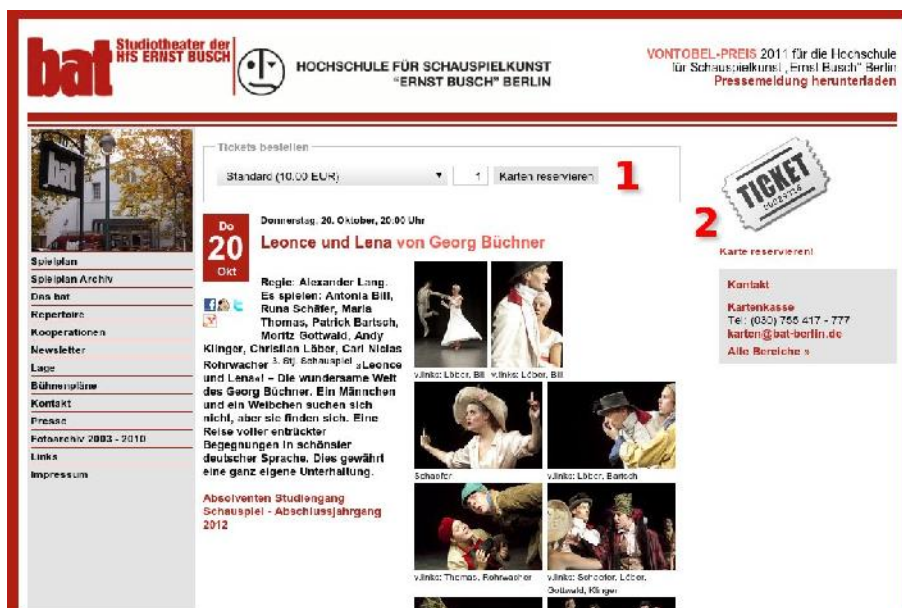 bat
Studiotheater der
HfS ERNST BUSCH
HOCHSCHULE FÜR SCHAUSPIELKUNST
"ERNST BUSCH" BERLIN
VONTOBEL-PREIS 2011 für die Hochschule
für Schauspielkunst „Ernst Busch" Berlin
Pressemeldung herunterladen
bat
Tickets bestellen
Standard (10.00 EUR)
1
Karten reservieren
1
TICKET
2
Karte reservieren!
Do
20
Okt
Donnerstag, 20. Oktober, 20:00 Uhr
Leonce und Lena von Georg Büchner
Regie: Alexander Lang.
Es spielen: Antonia Bill,
Runa Schäfer, Maria
Thomas, Patrick Bartsch,
Moritz Gottwald, Andy
Klinger, Christian Löber, Carl Niclas
Rohrwacher 3. Stj. Schauspiel »Leonce
und Lena«! – Die wundersame Welt
des Georg Büchner. Ein Männchen
und ein Weibchen suchen sich
nicht, aber sie finden sich. Eine
Reise voller entrückter
Begegnungen in schönster
deutscher Sprache. Dies gewährt
eine ganz eigene Unterhaltung.
Absolventen Studiengang
Schauspiel - Abschlussjahrgang
2012
v.links: Löber, Bill
v.links: Löber, Bill
Schaefer
v.links: Löber, Bartsch
v.links: Thomas, Rohrwacher
v.links: Schaefer, Löber,
Gottwald, Klinger
Spielplan
Spielplan Archiv
Das bat
Repertoire
Kooperationen
Newsletter
Lage
Bühnenpläne
Kontakt
Presse
Fotoarchiv 2003 - 2010
Links
Impressum
Kontakt
Kartenkasse
Tel: (030) 755 417 - 777
karten@bat-berlin.de
Alle Bereiche »